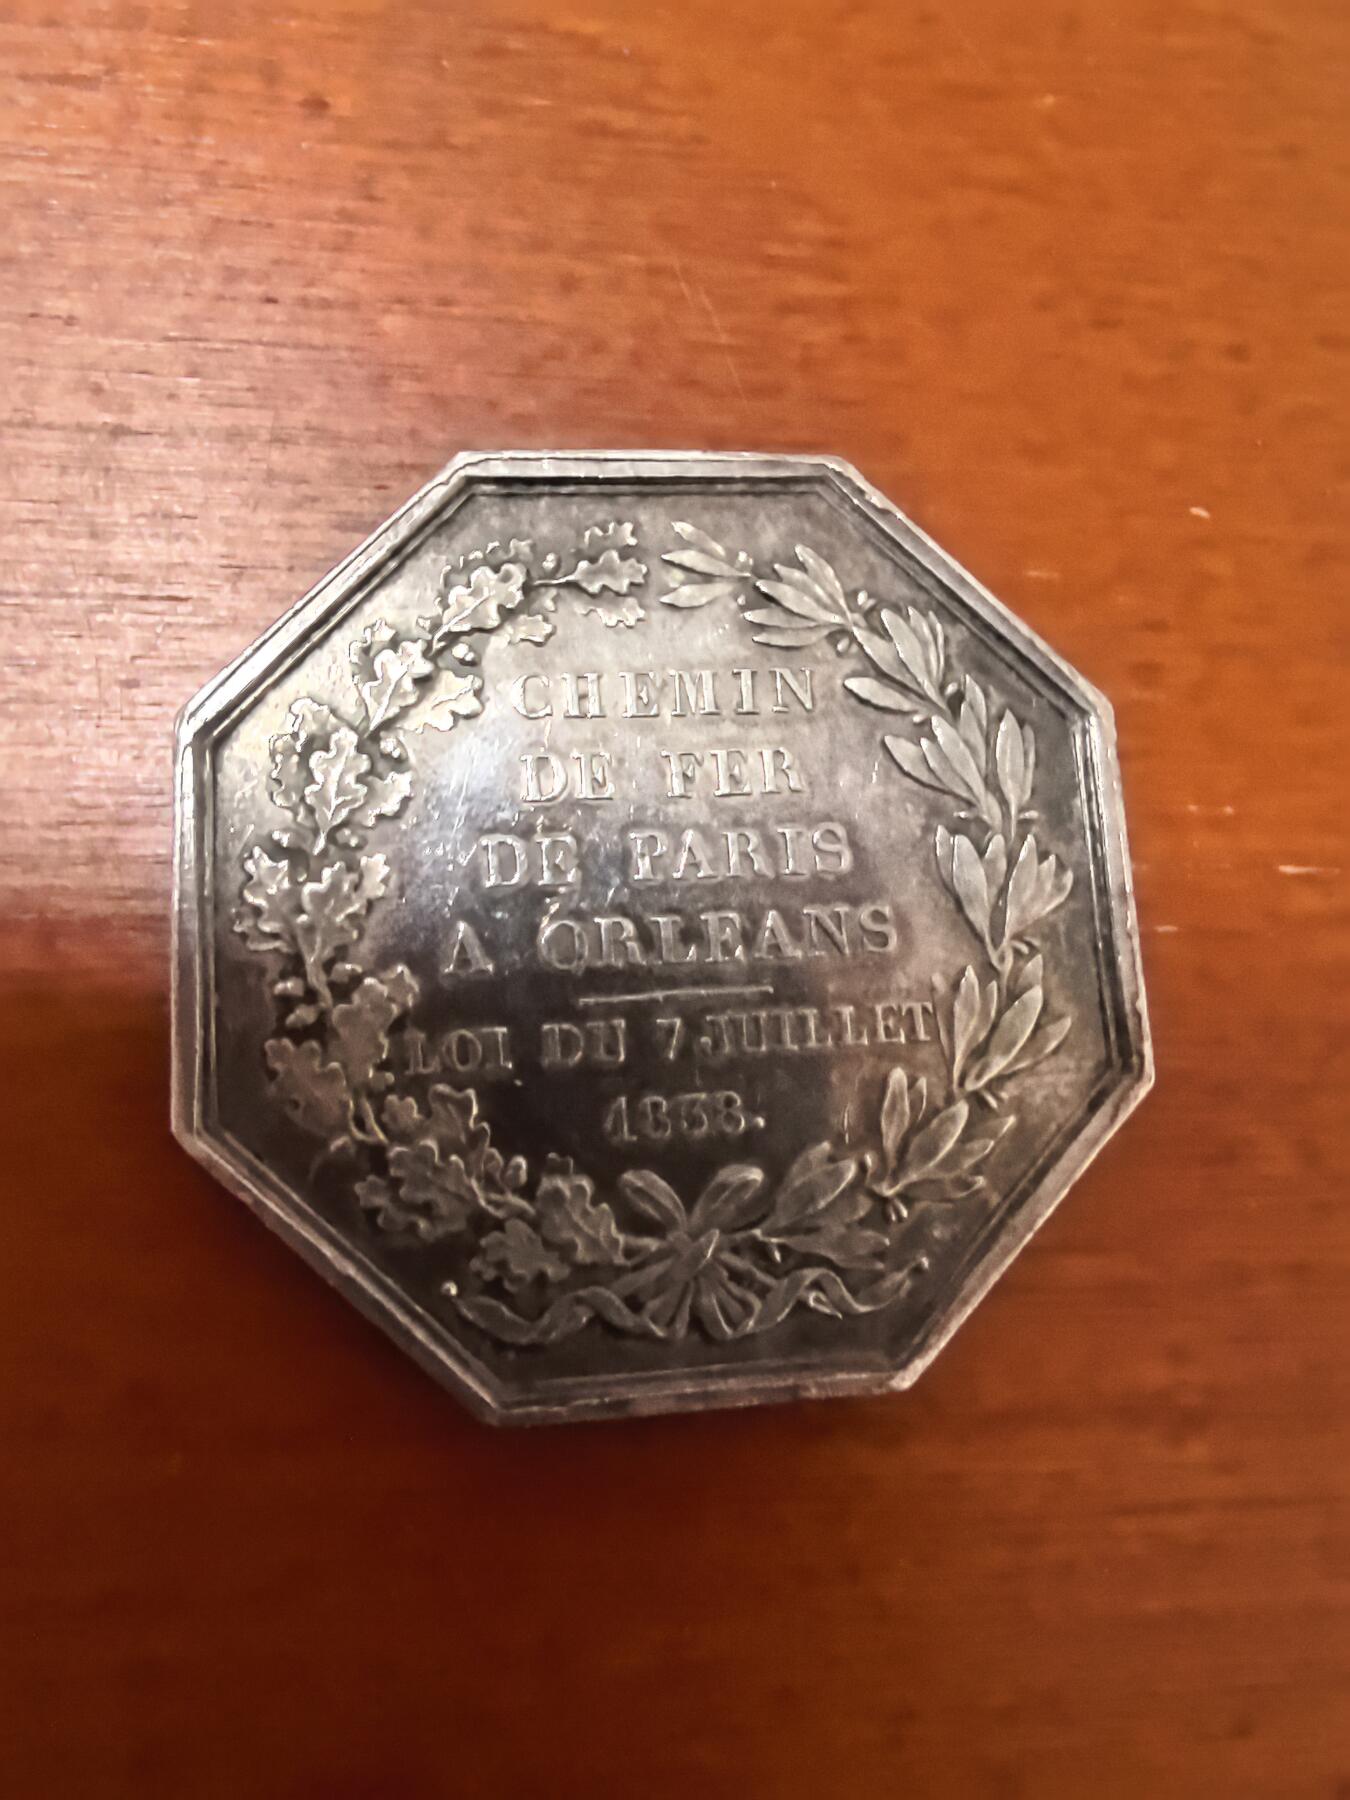 CHEMIN
DE FER
DE PARIS
A ORLEANS
LOI DU 7 JUILLET
1838.